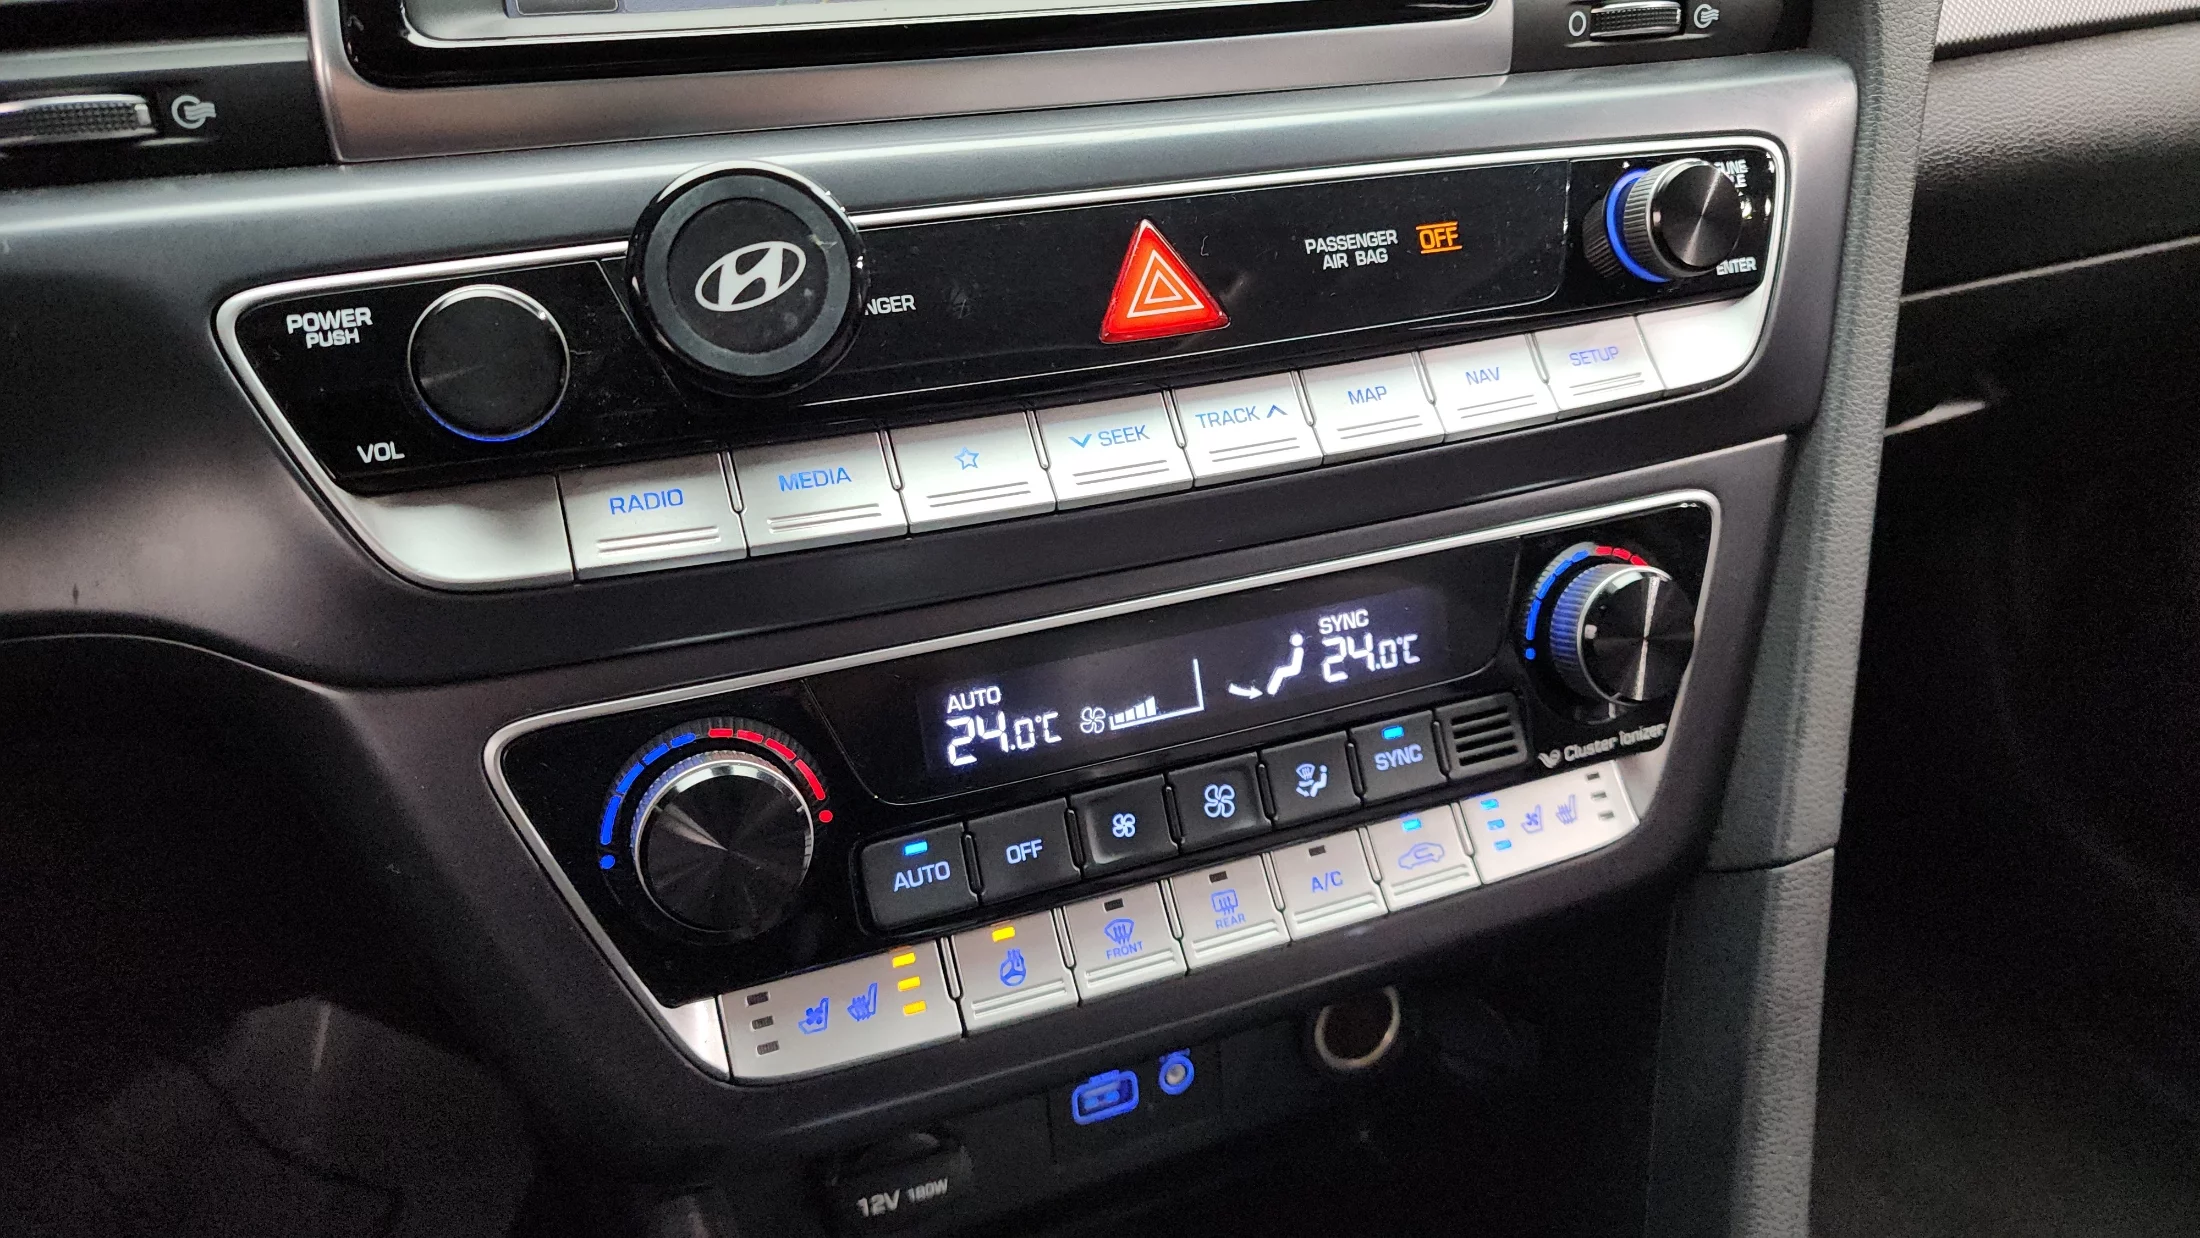 POWER
PUSH
VOL
NGER
PASSENGER
AIR BAG
OFF
ENTER
RADIO
MEDIA
SEEK
TRACK
MAP
NAV
SETUP
AUTO
24.0°C
SYNC
24.0°C
Cluster ionizer
AUTO
OFF
SYNC
FRONT
REAR
A/C
12V 180W